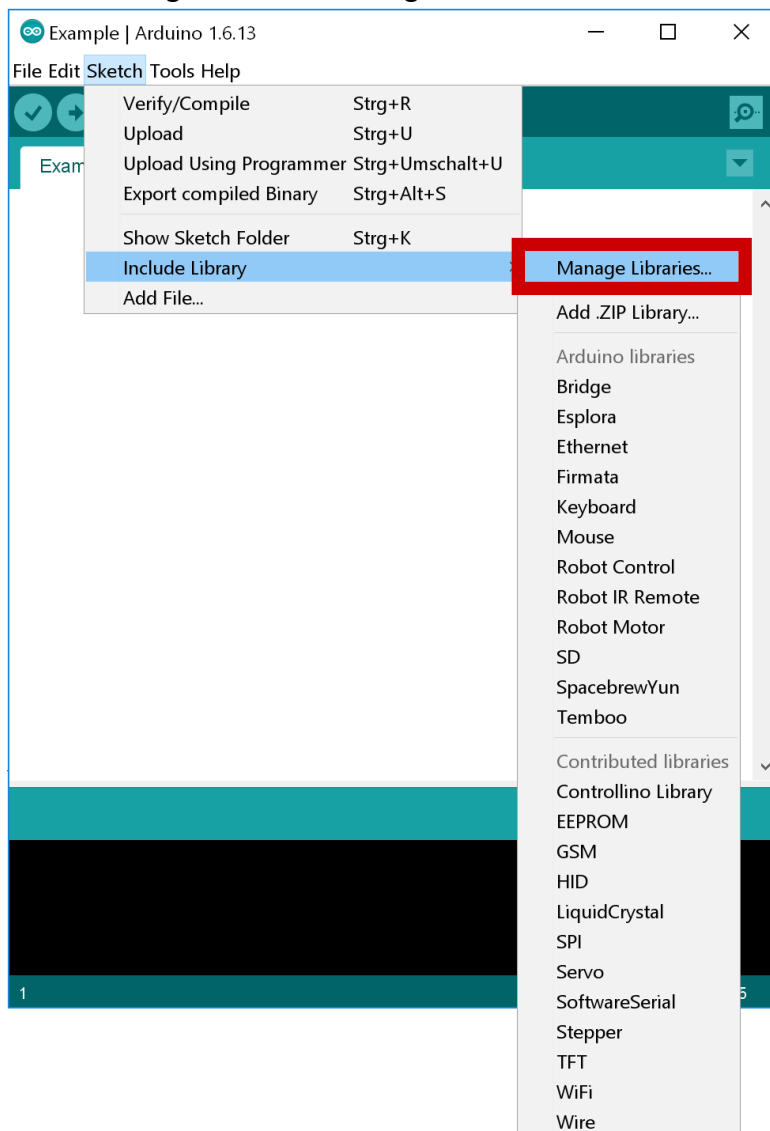 Example | Arduino 1.6.13
File Edit Sketch Tools Help
Verify/Compile Strg+R
Upload Strg+U
Upload Using Programmer Strg+Umschalt+U
Exam
Export compiled Binary Strg+Alt+S
Show Sketch Folder Strg+K
Include Library
Add File...
Manage Libraries...
Add .ZIP Library...
Arduino libraries
Bridge
Esplora
Ethernet
Firmata
Keyboard
Mouse
Robot Control
Robot IR Remote
Robot Motor
SD
SpacebrewYun
Temboo
Contributed libraries
Controllino Library
EEPROM
GSM
HID
LiquidCrystal
SPI
Servo
SoftwareSerial
Stepper
TFT
WiFi
Wire
1